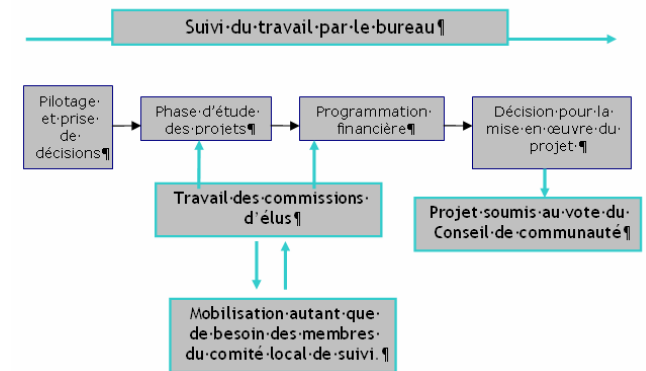 Suivi·du·travail·par·le·bureau¶
Pilotage·
et·prise·
de·
décisions¶
Phase·d'étude·
des·projets¶
Programmation·
financière¶
Décision·pour·la·
mise·en·œuvre·du·
projet.·¶
Travail·des·commissions·
d'élus¶
Projet·soumis·au·vote·du·
Conseil·de·communauté¶
Mobilisation·autant·que·
de·besoin·des·membres·
du·comité·local·de·suivi.·¶